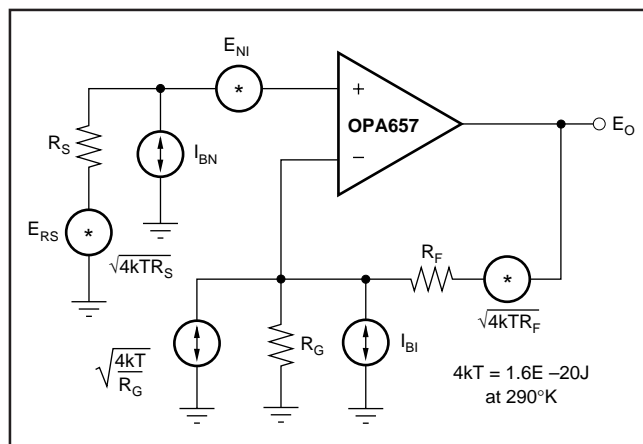 E_NI
+
OPA657
−
E_O
R_S
I_BN
*
*
E_RS
√4kTR_S
R_F
*
√4kTR_F
√4kT/R_G
R_G
I_BI
4kT = 1.6E –20J
at 290°K